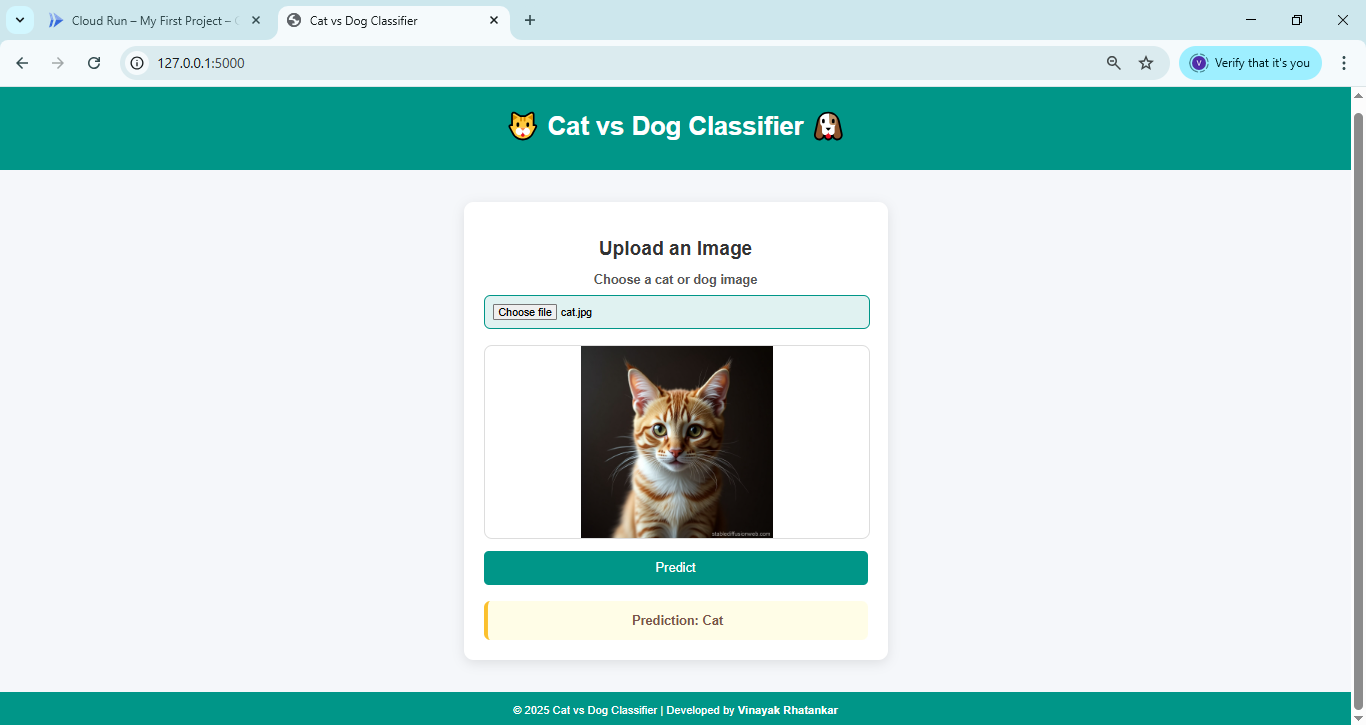 Cloud Run – My First Project –
Cat vs Dog Classifier
127.0.0.1:5000
V
Verify that it's you
Cat vs Dog Classifier
Upload an Image
Choose a cat or dog image
Choose file cat.jpg
stablediffusionweb.com
Predict
Prediction: Cat
© 2025 Cat vs Dog Classifier | Developed by Vinayak Rhatankar